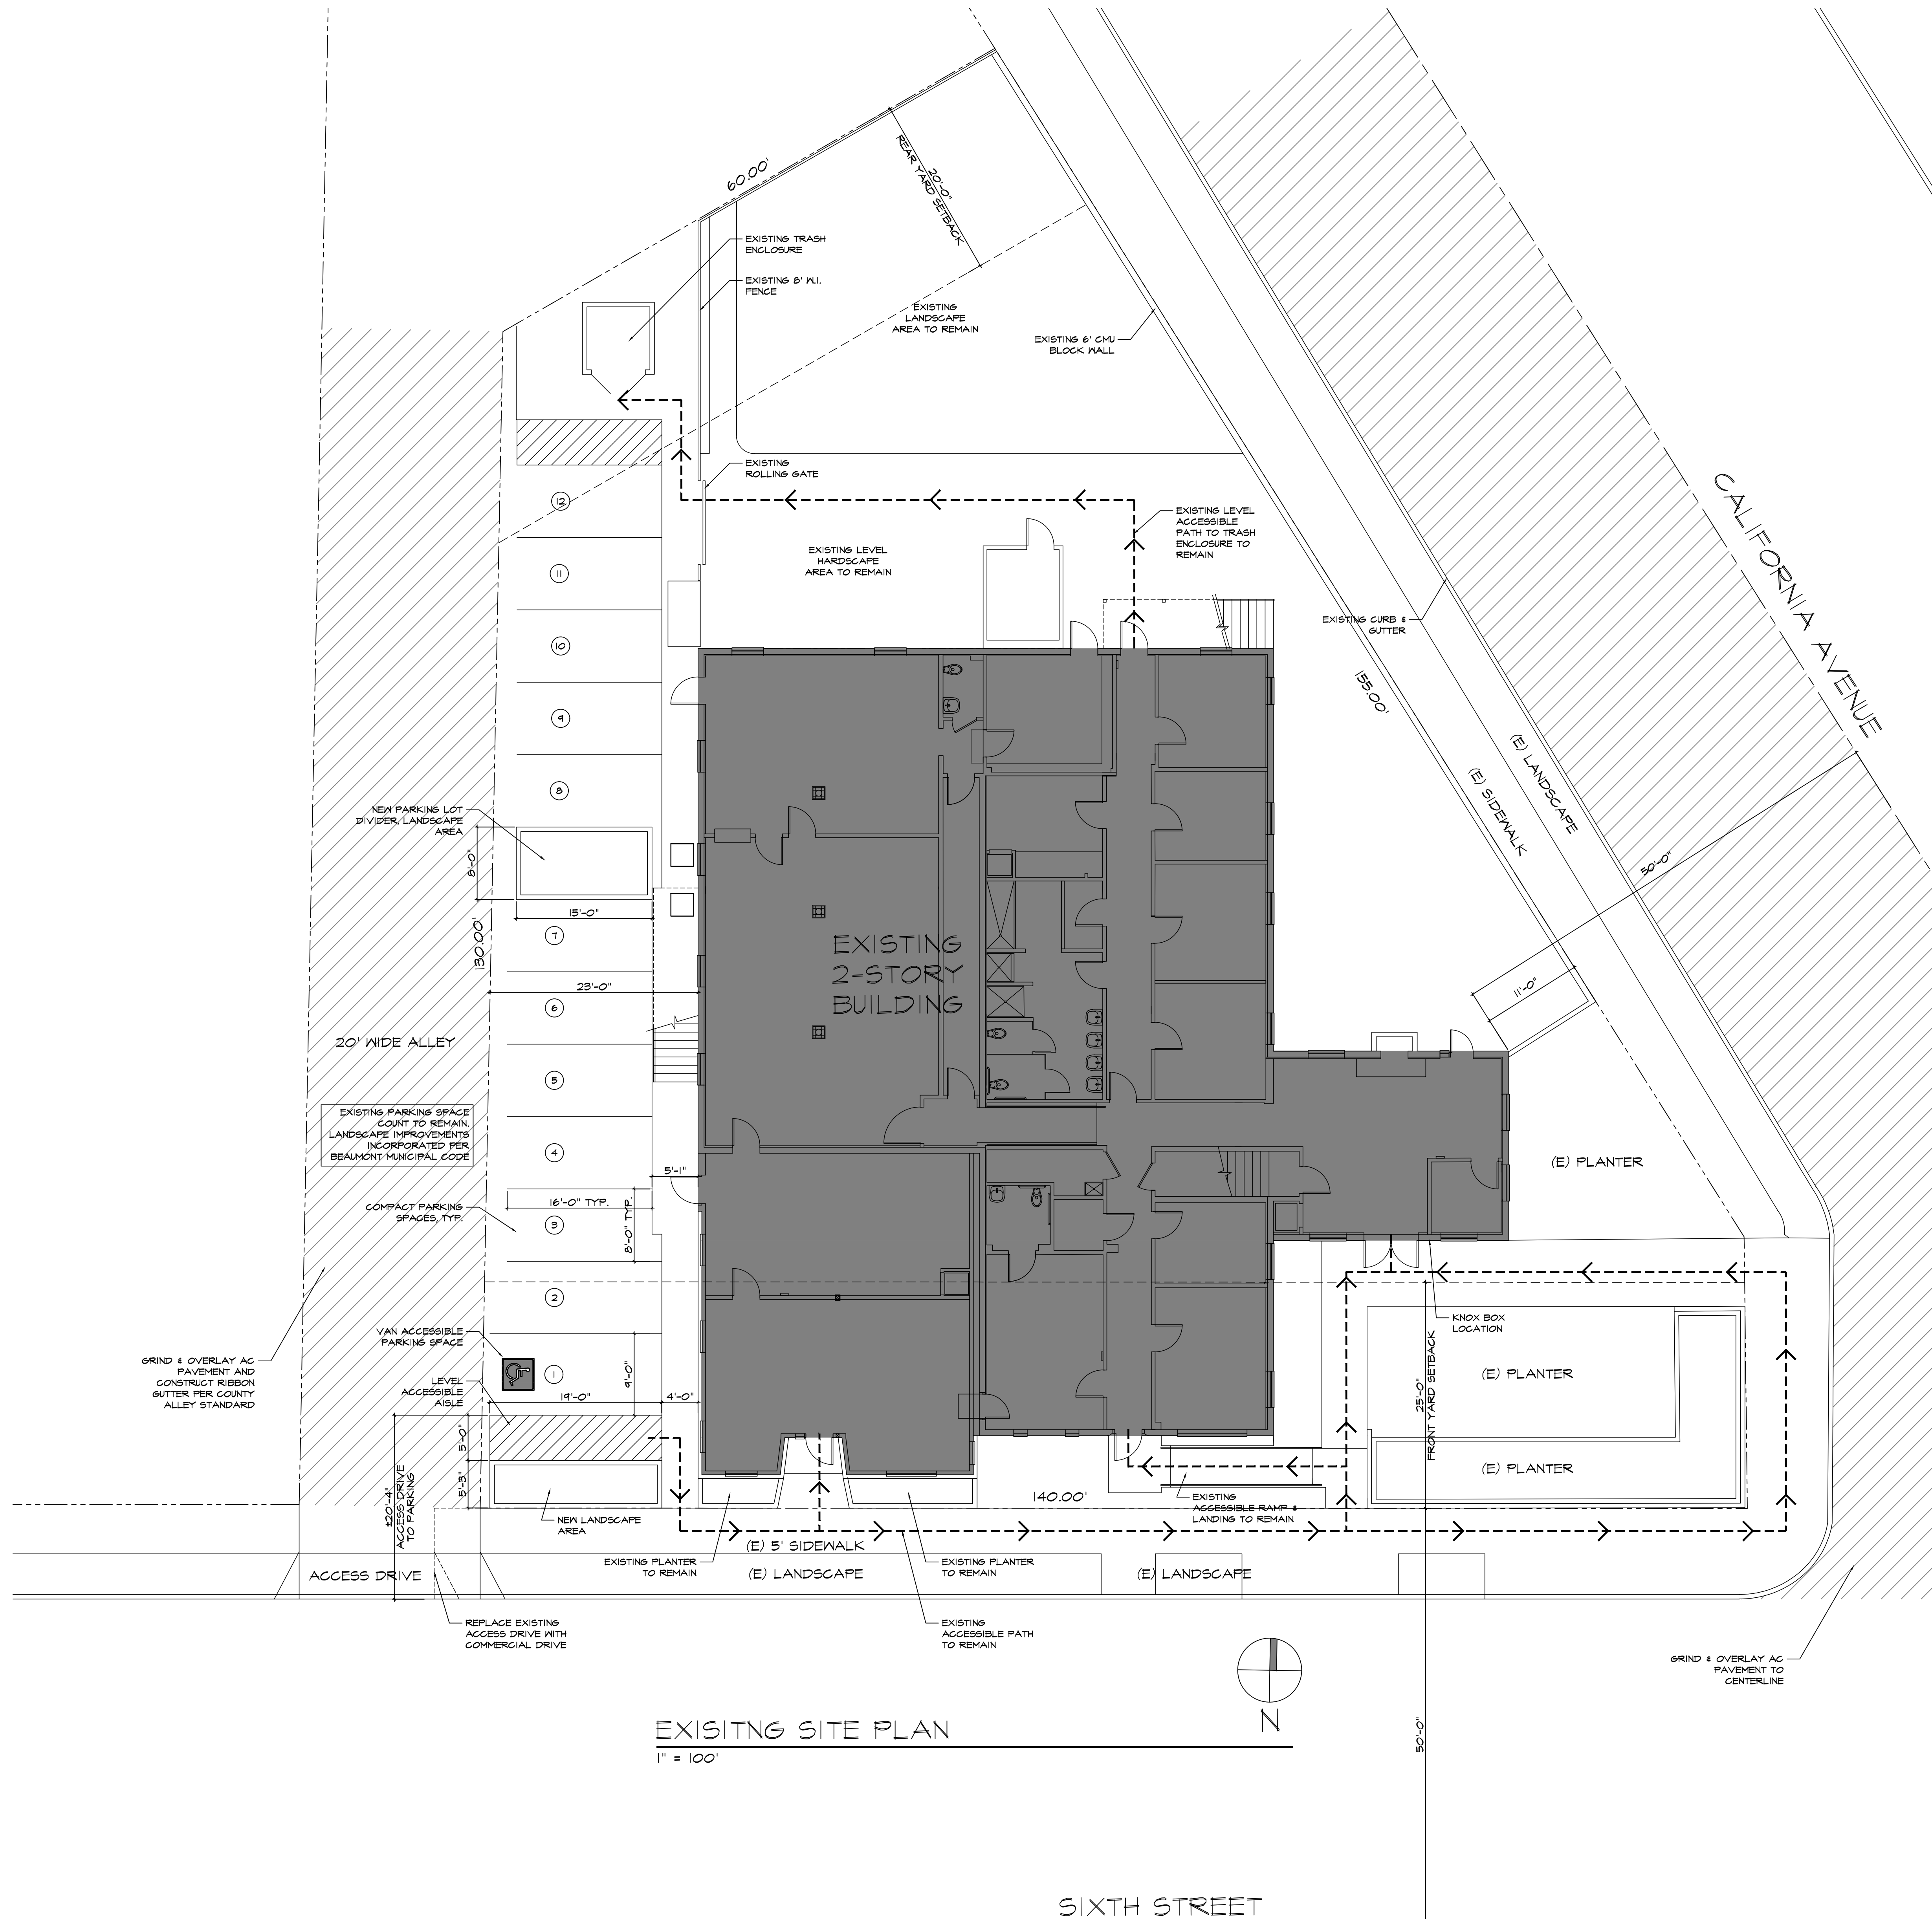 60.00'
20'-0"
REAR YARD SETBACK
EXISTING TRASH
ENCLOSURE
EXISTING 8' W.I.
FENCE
EXISTING
LANDSCAPE
AREA TO REMAIN
EXISTING 6' CMU
BLOCK WALL
EXISTING
ROLLING GATE
EXISTING LEVEL
ACCESSIBLE
PATH TO TRASH
ENCLOSURE TO
REMAIN
EXISTING LEVEL
HARDSCAPE
AREA TO REMAIN
CALIFORNIA AVENUE
EXISTING CURB &
GUTTER
155.00'
(E) LANDSCAPE
(E) SIDEWALK
50'-0"
11'-0"
12
11
10
9
8
NEW PARKING LOT
DIVIDER, LANDSCAPE
AREA
8'-0"
15'-0"
130.00'
7
23'-0"
6
20' WIDE ALLEY
5
EXISTING
2-STORY
BUILDING
EXISTING PARKING SPACE
COUNT TO REMAIN.
LANDSCAPE IMPROVEMENTS
INCORPORATED PER
BEAUMONT MUNICIPAL CODE
4
5'-1"
16'-0" TYP.
COMPACT PARKING
SPACES, TYP.
3
8'-0" TYP.
2
VAN ACCESSIBLE
PARKING SPACE
1
9'-0"
GRIND & OVERLAY AC
PAVEMENT AND
CONSTRUCT RIBBON
GUTTER PER COUNTY
ALLEY STANDARD
LEVEL
ACCESSIBLE
AISLE
19'-0"
4'-0"
5'-0"
5'-3"
±20'-4"
ACCESS DRIVE
TO PARKING
(E) PLANTER
KNOX BOX
LOCATION
25'-0"
FRONT YARD SETBACK
(E) PLANTER
(E) PLANTER
140.00'
EXISTING
ACCESSIBLE RAMP &
LANDING TO REMAIN
NEW LANDSCAPE
AREA
(E) 5' SIDEWALK
EXISTING PLANTER
TO REMAIN
(E) LANDSCAPE
EXISTING PLANTER
TO REMAIN
(E) LANDSCAPE
ACCESS DRIVE
REPLACE EXISTING
ACCESS DRIVE WITH
COMMERCIAL DRIVE
EXISTING
ACCESSIBLE PATH
TO REMAIN
GRIND & OVERLAY AC
PAVEMENT TO
CENTERLINE
N
50'-0"
EXISITNG SITE PLAN
1" = 100'
SIXTH STREET